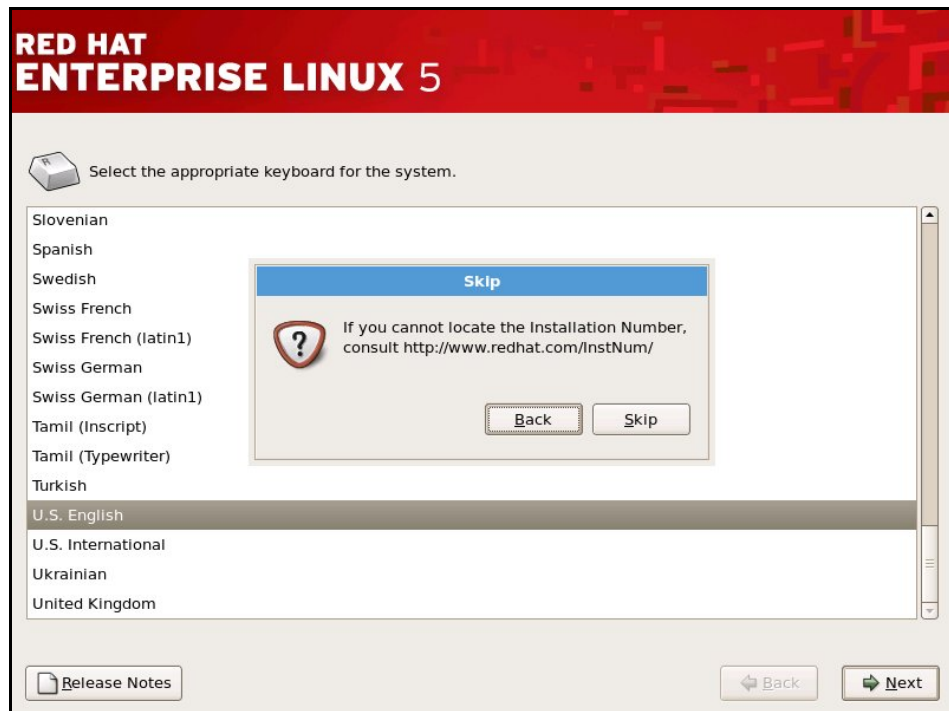 RED HAT
ENTERPRISE LINUX 5
Select the appropriate keyboard for the system.
Slovenian
Spanish
Swedish
Swiss French
Swiss French (latin1)
Swiss German
Swiss German (latin1)
Tamil (Inscript)
Tamil (Typewriter)
Turkish
U.S. English
U.S. International
Ukrainian
United Kingdom
Skip
If you cannot locate the Installation Number,
consult http://www.redhat.com/InstNum/
Back Skip
Release Notes Back Next